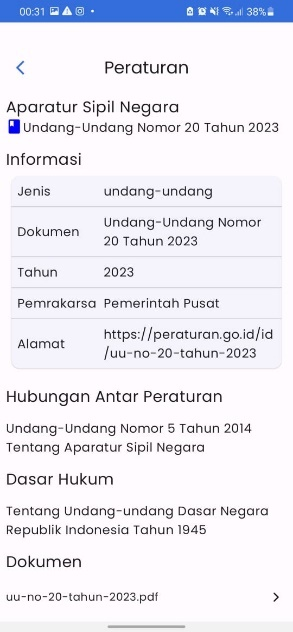 00:31
38%
Peraturan
Aparatur Sipil Negara
Undang-Undang Nomor 20 Tahun 2023
Informasi
Jenis undang-undang
Dokumen Undang-Undang Nomor
20 Tahun 2023
Tahun 2023
Pemrakarsa Pemerintah Pusat
Alamat https://peraturan.go.id/id
/uu-no-20-tahun-2023
Hubungan Antar Peraturan
Undang-Undang Nomor 5 Tahun 2014
Tentang Aparatur Sipil Negara
Dasar Hukum
Tentang Undang-undang Dasar Negara
Republik Indonesia Tahun 1945
Dokumen
uu-no-20-tahun-2023.pdf